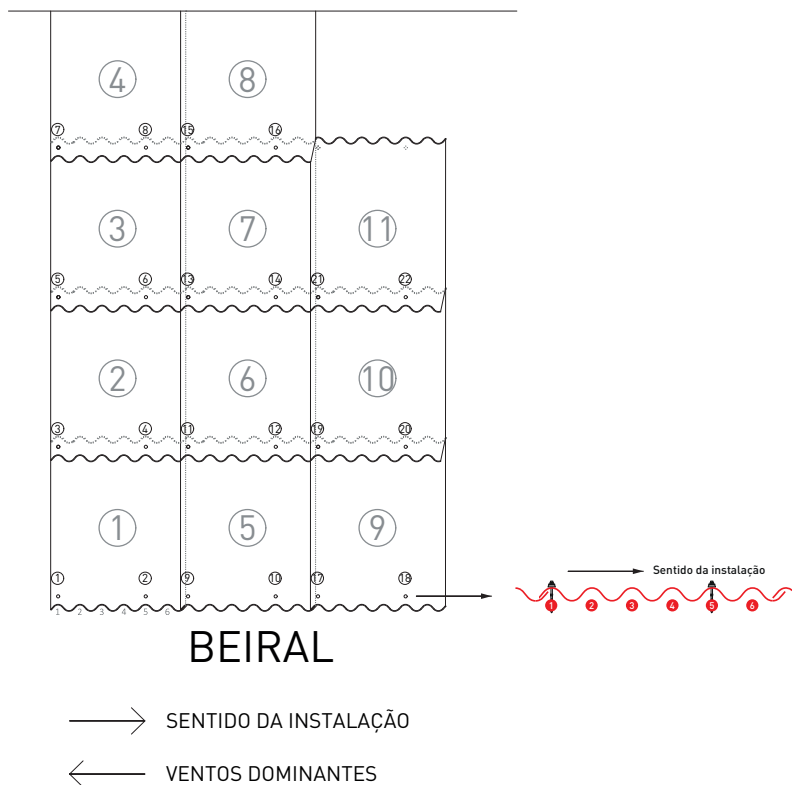 4 8
7 8 15 16
3 7 11
5 6 13 14 21 22
2 6 10
3 4 11 12 19 20
1 5 9
1 2 9 10 17 18
1 2 3 4 5 6
Sentido da instalação
1 2 3 4 5 6
BEIRAL
SENTIDO DA INSTALAÇÃO
VENTOS DOMINANTES